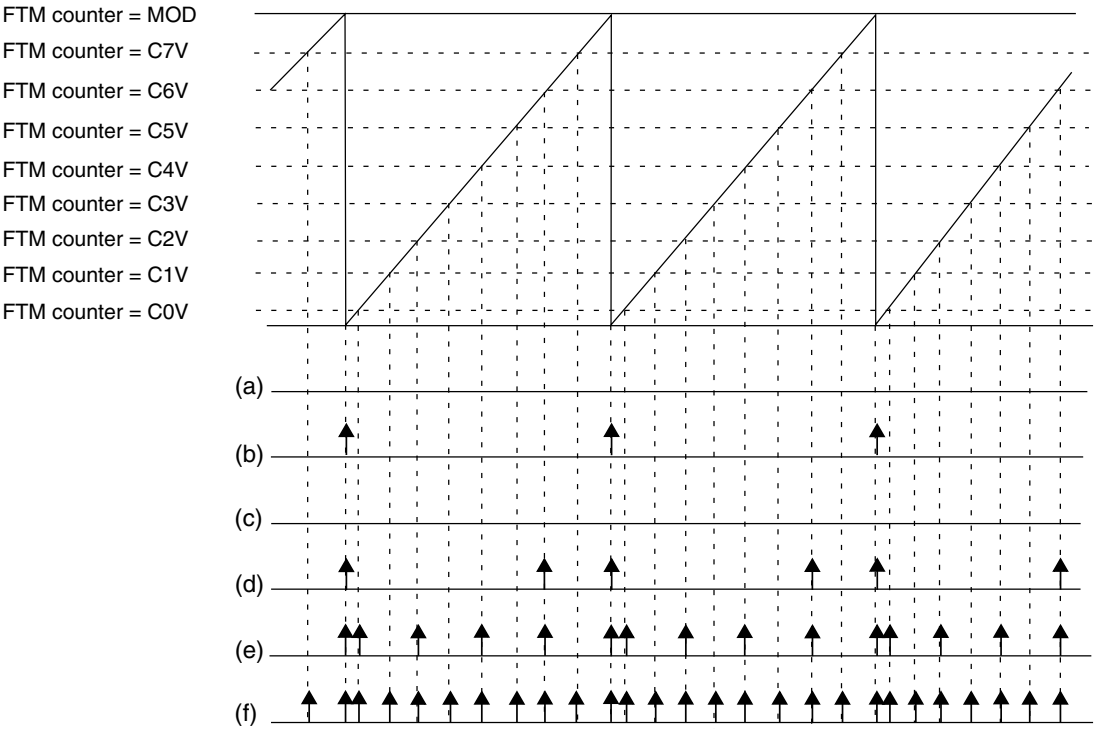 FTM counter = MOD
FTM counter = C7V
FTM counter = C6V
FTM counter = C5V
FTM counter = C4V
FTM counter = C3V
FTM counter = C2V
FTM counter = C1V
FTM counter = C0V
(a)
(b)
(c)
(d)
(e)
(f)